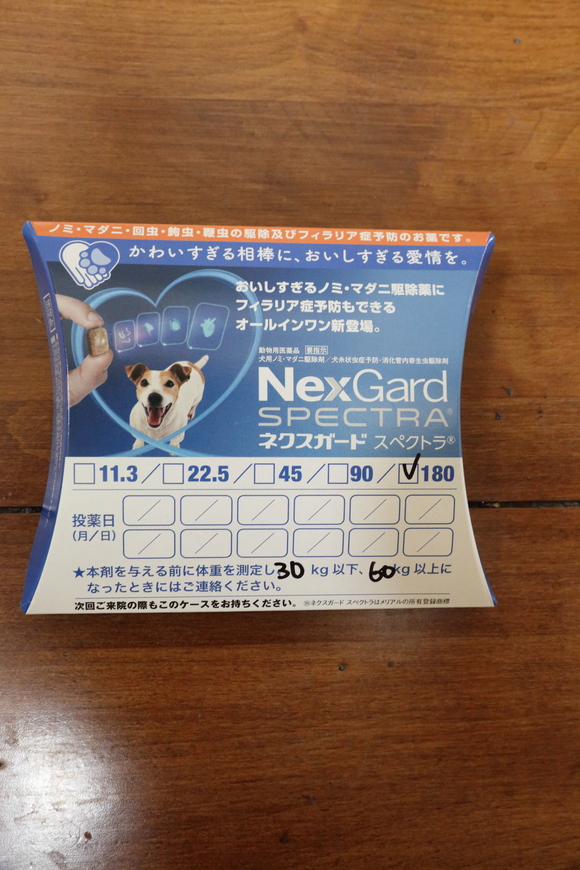 ノミ・マダニ・回虫・鉤虫・鞭虫の駆除及びフィラリア症予防のお薬です。
かわいすぎる相棒に、おいしすぎる愛情を。
おいしすぎるノミ・マダニ駆除薬に
フィラリア症予防もできる
オールインワン新登場。
動物用医薬品 要指示
犬用ノミ・マダニ駆除剤/犬糸状虫症予防・消化管内寄生虫駆除剤
NexGard
SPECTRA®
ネクスガード スペクトラ®
□11.3/□22.5/□45/□90/☑180
投薬日
(月/日)
★本剤を与える前に体重を測定し30kg以下、60kg以上に
なったときにはご連絡ください。
次回ご来院の際もこのケースをお持ちください。 ®ネクスガード スペクトラはメリアルの所有登録商標